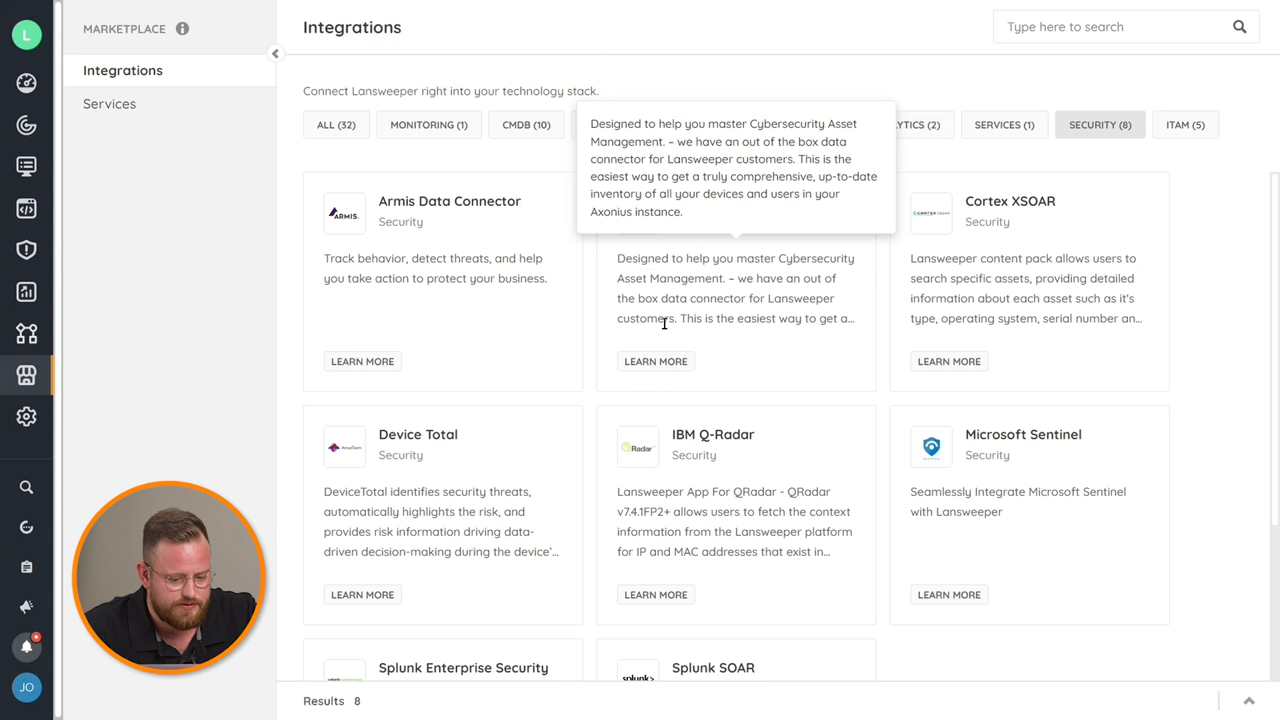 L
MARKETPLACE
Integrations
Services
Integrations
Type here to search
Connect Lansweeper right into your technology stack.
ALL (32)
MONITORING (1)
CMDB (10)
YTICS (2)
SERVICES (1)
SECURITY (8)
ITAM (5)
Designed to help you master Cybersecurity Asset
Management. – we have an out of the box data
connector for Lansweeper customers. This is the
easiest way to get a truly comprehensive, up-to-date
inventory of all your devices and users in your
Axonius instance.
ARMIS.
Armis Data Connector
Security
Track behavior, detect threats, and help
you take action to protect your business.
LEARN MORE
Designed to help you master Cybersecurity
Asset Management. – we have an out of
the box data connector for Lansweeper
customers. This is the easiest way to get a...
LEARN MORE
CORTEX XSOAR
Cortex XSOAR
Security
Lansweeper content pack allows users to
search specific assets, providing detailed
information about each asset such as it's
type, operating system, serial number an...
LEARN MORE
Device Total
Security
DeviceTotal identifies security threats,
automatically highlights the risk, and
provides risk information driving data-
driven decision-making during the device'...
LEARN MORE
Radar
IBM Q-Radar
Security
Lansweeper App For QRadar - QRadar
v7.4.1FP2+ allows users to fetch the context
information from the Lansweeper platform
for IP and MAC addresses that exist in...
LEARN MORE
Microsoft Sentinel
Security
Seamlessly Integrate Microsoft Sentinel
with Lansweeper
LEARN MORE
Splunk Enterprise Security
splunk>
Splunk SOAR
Results 8
JO